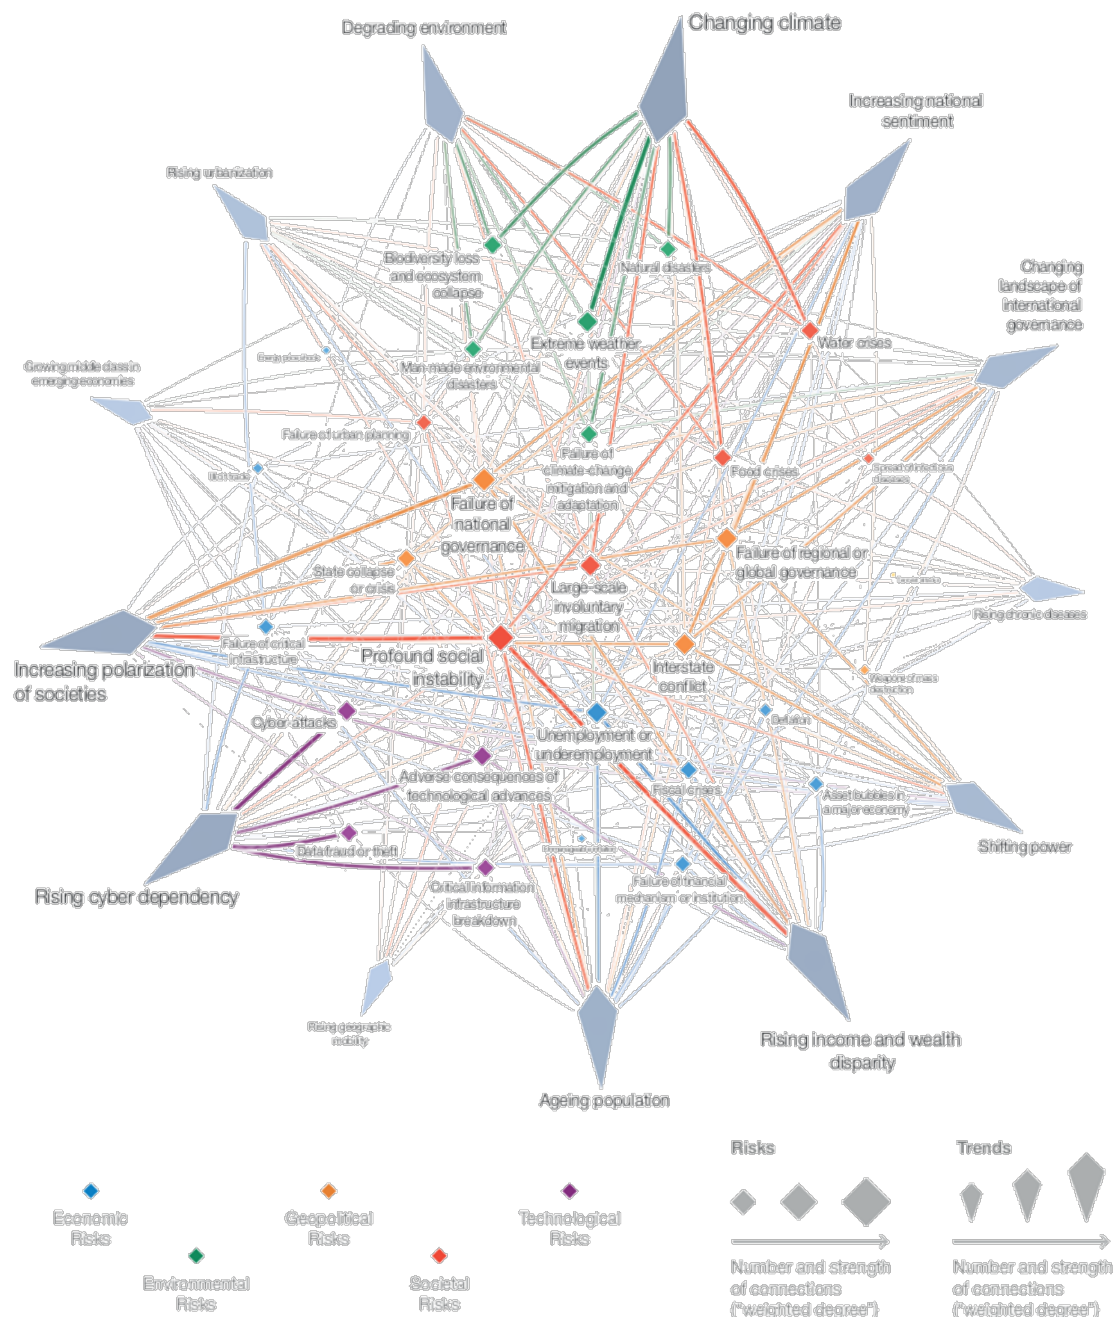 Changing climate
Degrading environment
Increasing national
sentiment
Rising urbanization
Biodiversity loss
and ecosystem
collapse
Natural disasters
Changing
landscape of
international
governance
Extreme weather
events
Water crises
Man-made environmental
disasters
Growing middle class in
emerging economies
Failure of urban planning
Failure of
climate-change
mitigation and
adaptation
Food crises
Spread of infectious
diseases
Failure of
national
governance
State collapse
or crisis
Failure of regional or
global governance
Large-scale
involuntary
migration
Rising chronic diseases
Failure of critical
infrastructure
Profound social
instability
Interstate
conflict
Increasing polarization
of societies
Weapons of mass
destruction
Cyber attacks
Deflation
Unemployment or
underemployment
Adverse consequences of
technological advances
Fiscal crises
Asset bubbles in
a major economy
Data fraud or theft
Shifting power
Critical information
infrastructure
breakdown
Failure of financial
mechanism or institution
Rising cyber dependency
Rising geographic
mobility
Rising income and wealth
disparity
Ageing population
Economic
Risks
Geopolitical
Risks
Technological
Risks
Environmental
Risks
Societal
Risks
Risks
Number and strength
of connections
("weighted degree")
Trends
Number and strength
of connections
("weighted degree")